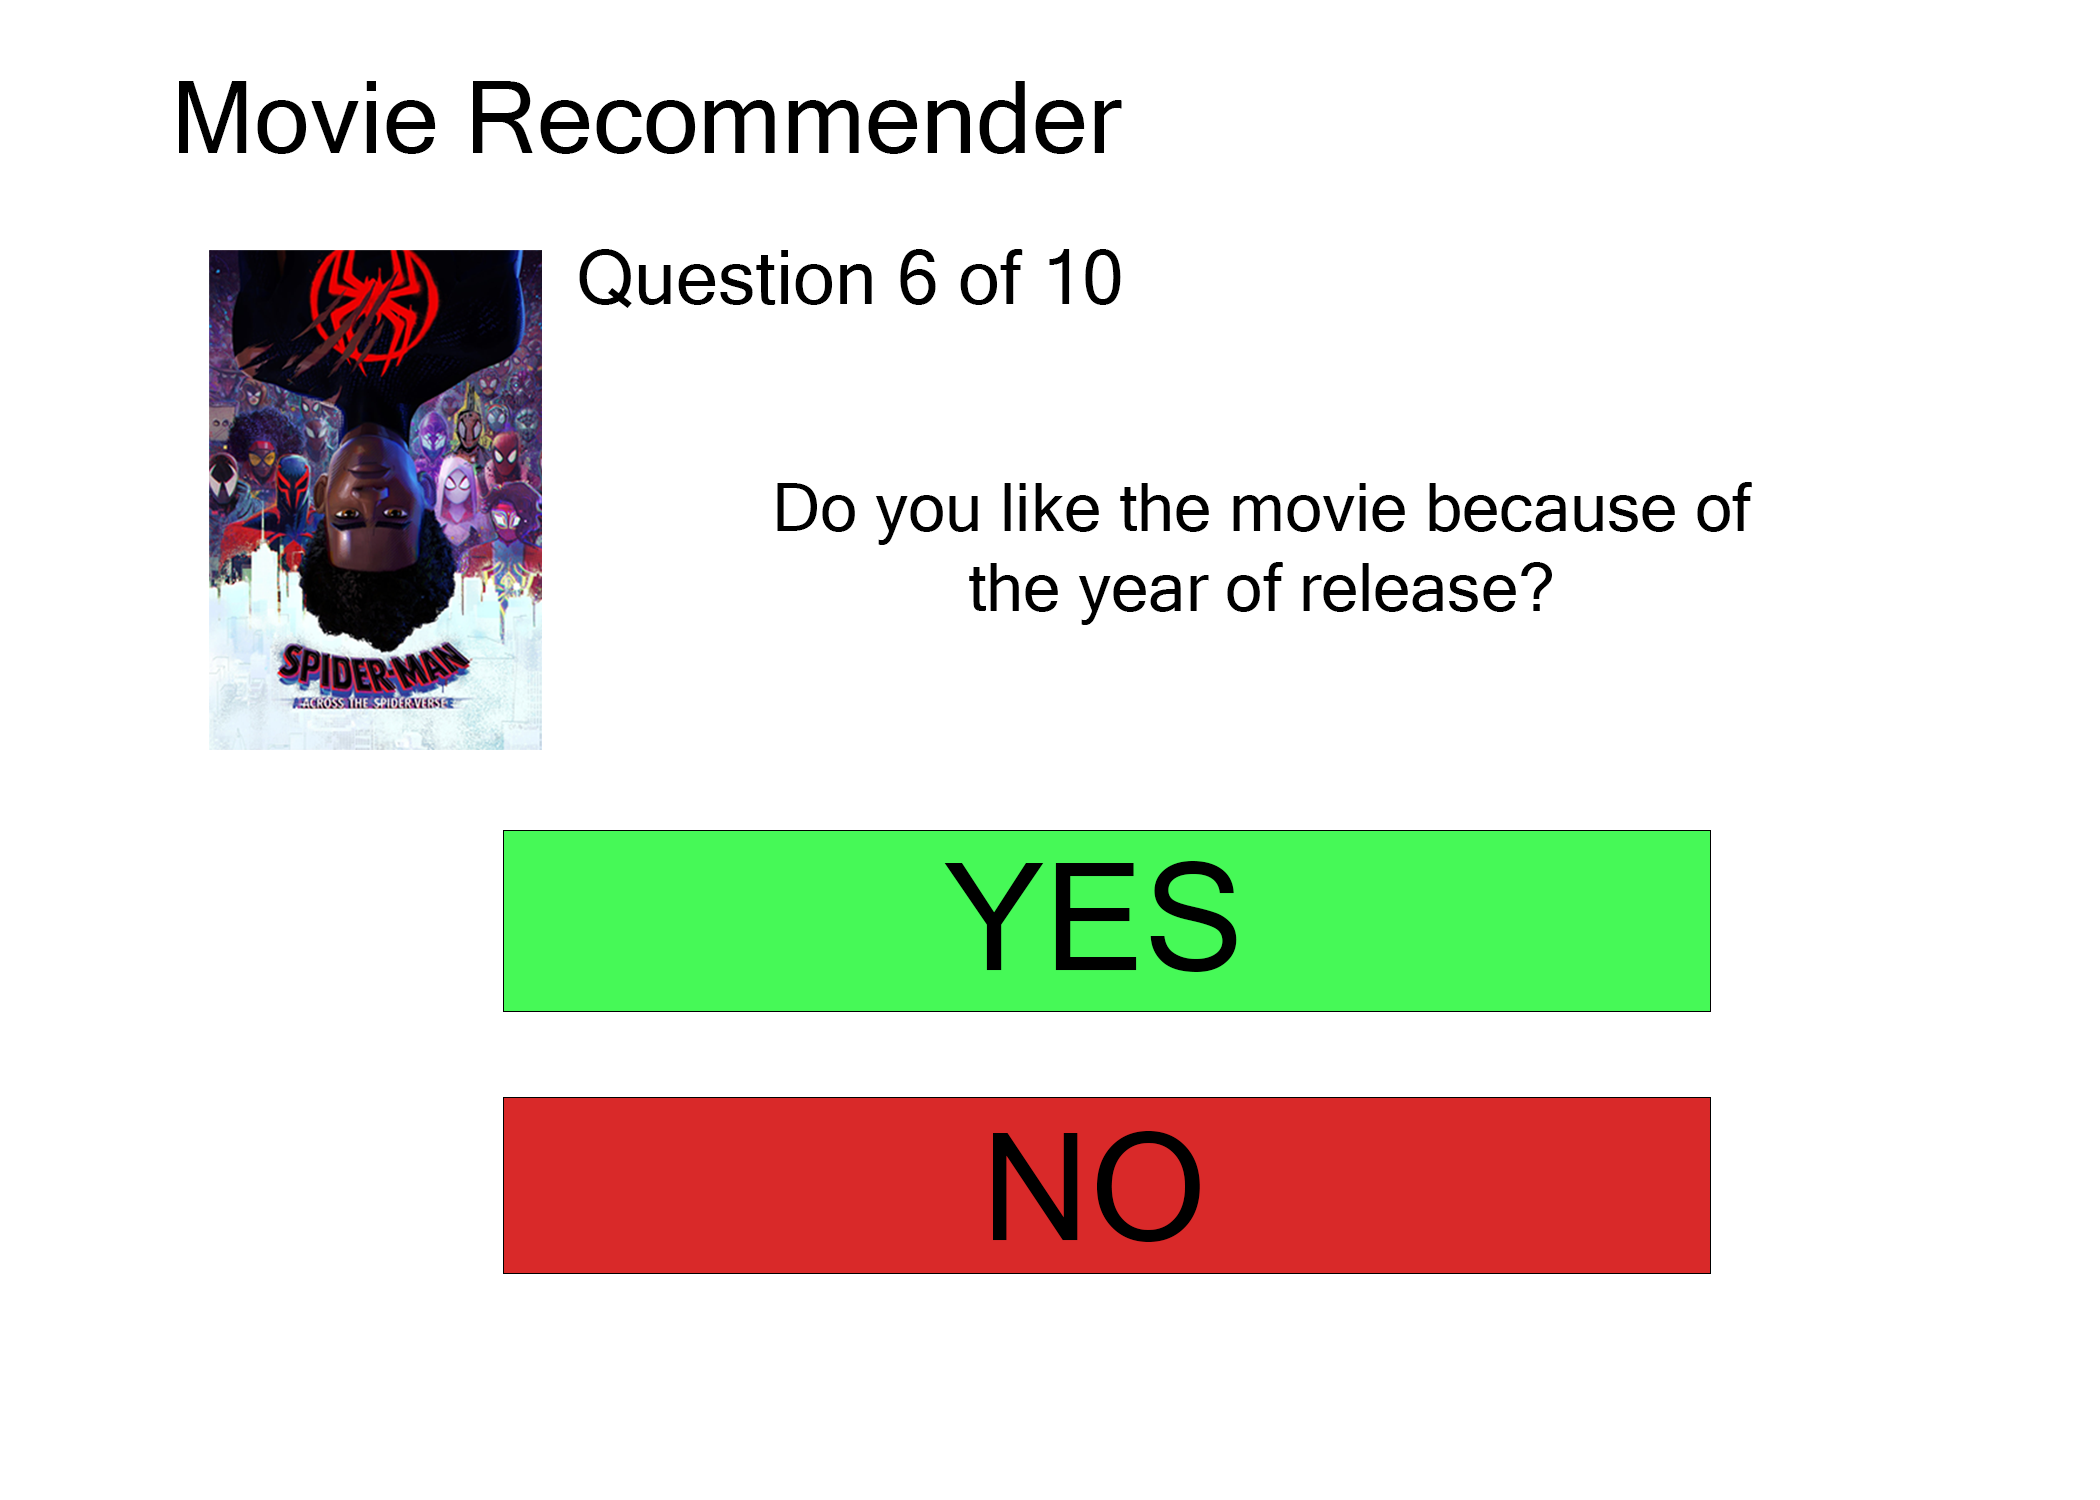 Movie Recommender
Question 6 of 10
Do you like the movie because of
the year of release?
SPIDER-MAN
ACROSS THE SPIDER-VERSE
YES
NO